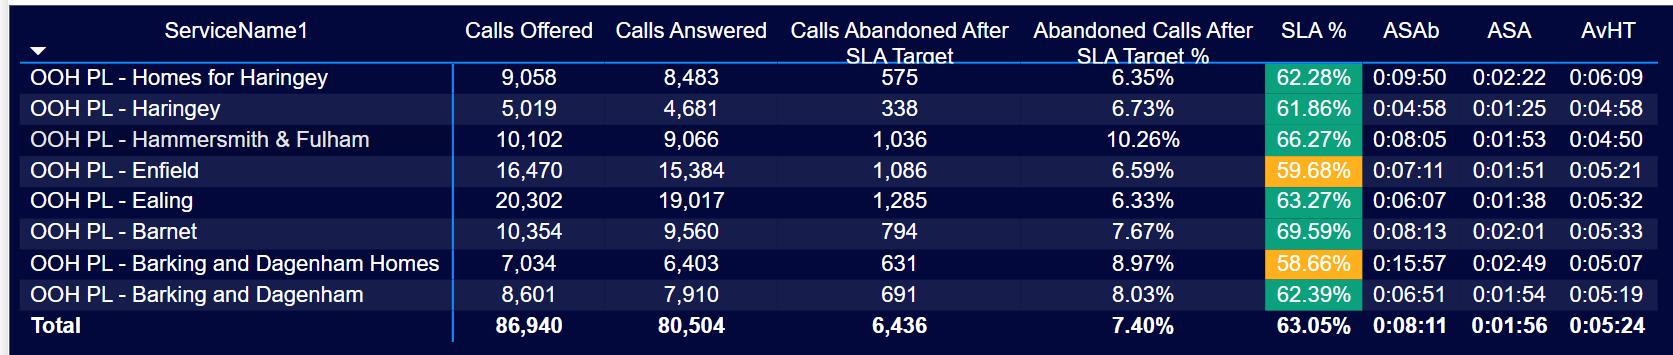 ServiceName1 Calls Offered Calls Answered Calls Abandoned After SLA Target Abandoned Calls After SLA Target % SLA % ASAb ASA AvHT
OOH PL - Homes for Haringey 9,058 8,483 575 6.35% 62.28% 0:09:50 0:02:22 0:06:09
OOH PL - Haringey 5,019 4,681 338 6.73% 61.86% 0:04:58 0:01:25 0:04:58
OOH PL - Hammersmith & Fulham 10,102 9,066 1,036 10.26% 66.27% 0:08:05 0:01:53 0:04:50
OOH PL - Enfield 16,470 15,384 1,086 6.59% 59.68% 0:07:11 0:01:51 0:05:21
OOH PL - Ealing 20,302 19,017 1,285 6.33% 63.27% 0:06:07 0:01:38 0:05:32
OOH PL - Barnet 10,354 9,560 794 7.67% 69.59% 0:08:13 0:02:01 0:05:33
OOH PL - Barking and Dagenham Homes 7,034 6,403 631 8.97% 58.66% 0:15:57 0:02:49 0:05:07
OOH PL - Barking and Dagenham 8,601 7,910 691 8.03% 62.39% 0:06:51 0:01:54 0:05:19
Total 86,940 80,504 6,436 7.40% 63.05% 0:08:11 0:01:56 0:05:24